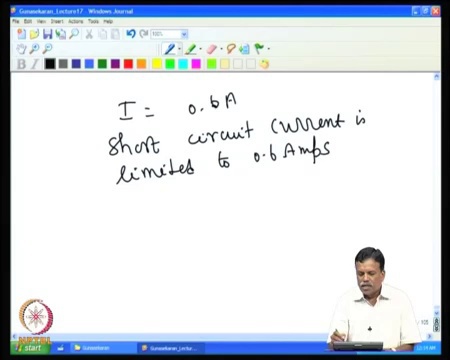 Gunasekaran_Lecture17 - Windows Journal
File Edit View Insert Actions Tools Help
100%
B I
I = 0.6A
Short circuit current is
limited to 0.6 Amps
NPTEL
start Gunasekaran Gunasekaran_Lectu...